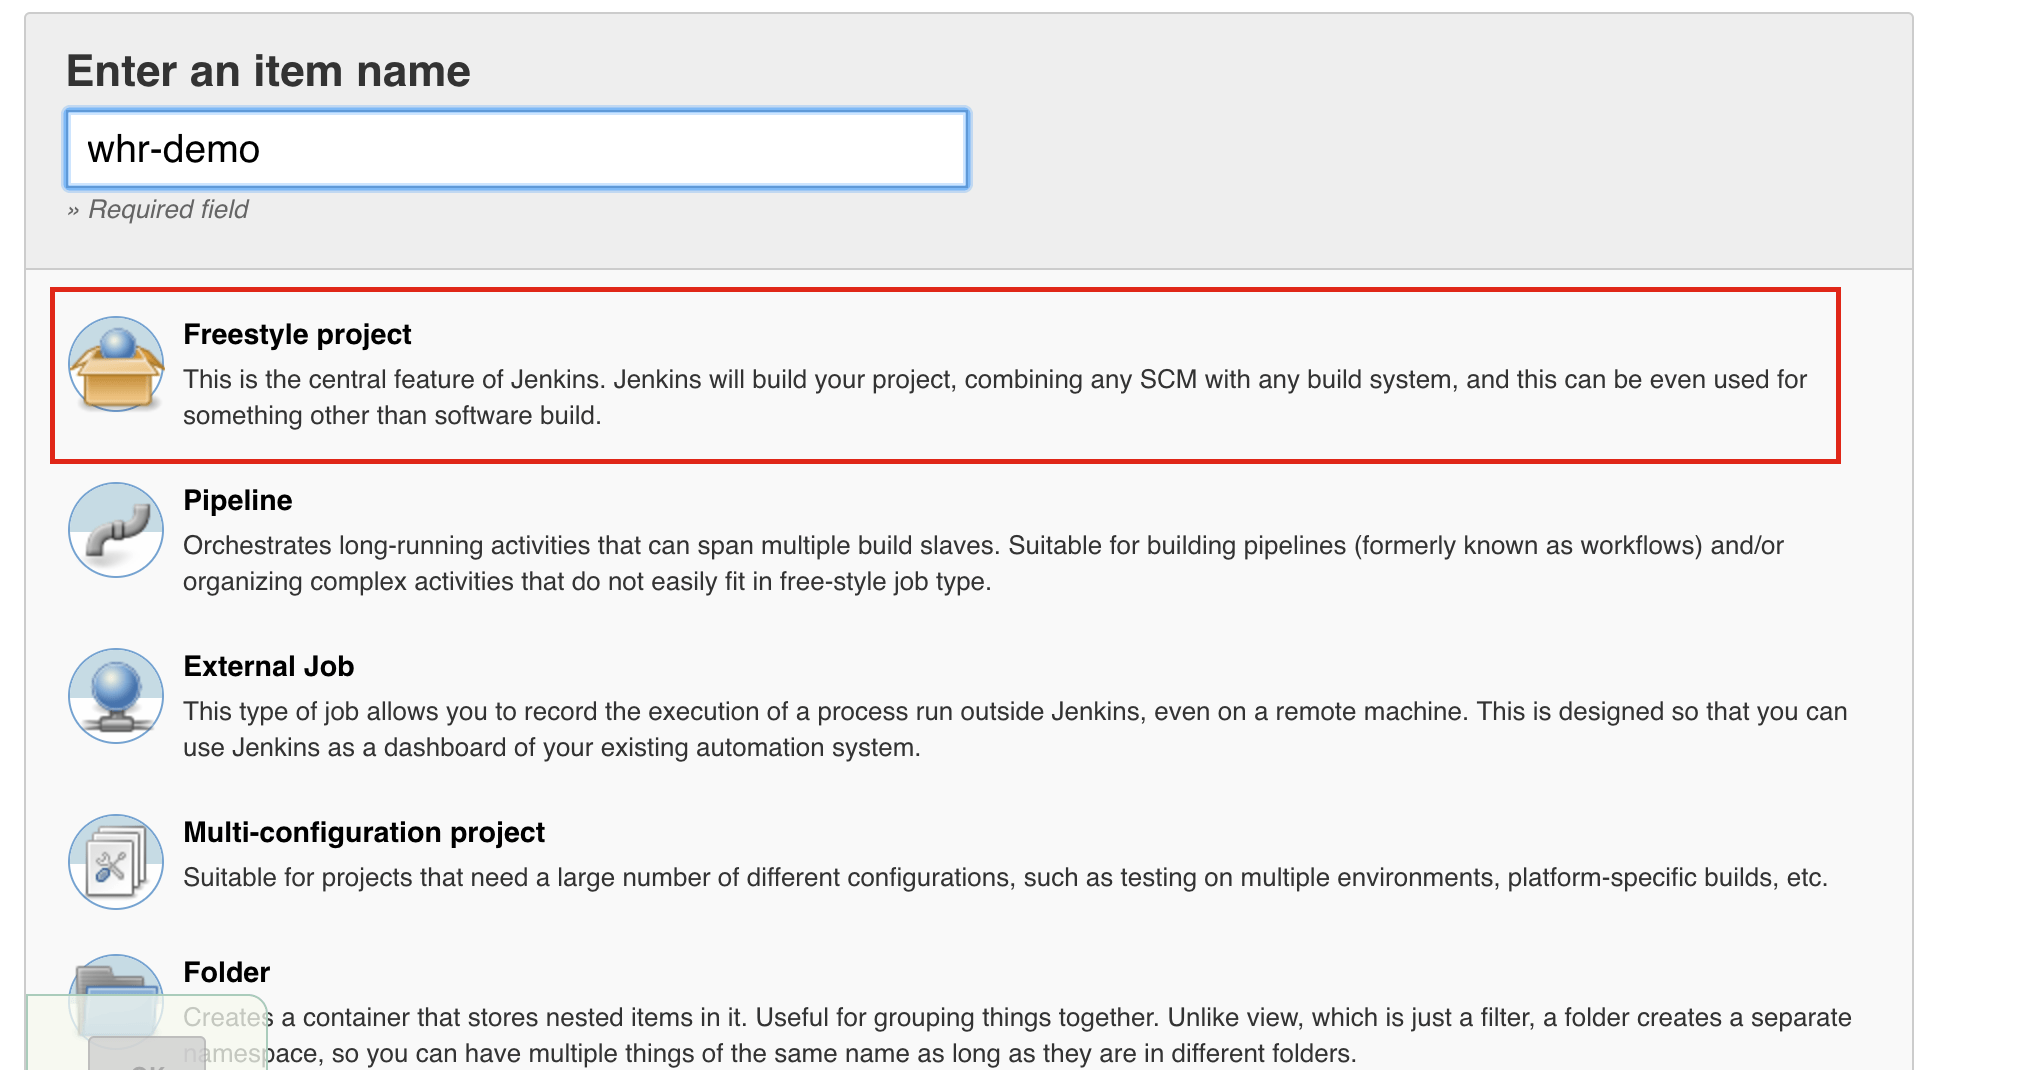 Enter an item name
whr-demo
» Required field
Freestyle project
This is the central feature of Jenkins. Jenkins will build your project, combining any SCM with any build system, and this can be even used for
something other than software build.
Pipeline
Orchestrates long-running activities that can span multiple build slaves. Suitable for building pipelines (formerly known as workflows) and/or
organizing complex activities that do not easily fit in free-style job type.
External Job
This type of job allows you to record the execution of a process run outside Jenkins, even on a remote machine. This is designed so that you can
use Jenkins as a dashboard of your existing automation system.
Multi-configuration project
Suitable for projects that need a large number of different configurations, such as testing on multiple environments, platform-specific builds, etc.
Folder
Creates a container that stores nested items in it. Useful for grouping things together. Unlike view, which is just a filter, a folder creates a separate
namespace, so you can have multiple things of the same name as long as they are in different folders.